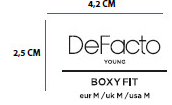 4,2 CM
2,5 CM
DeFacto
YOUNG
BOXY FIT
eur M / uk M / usa M